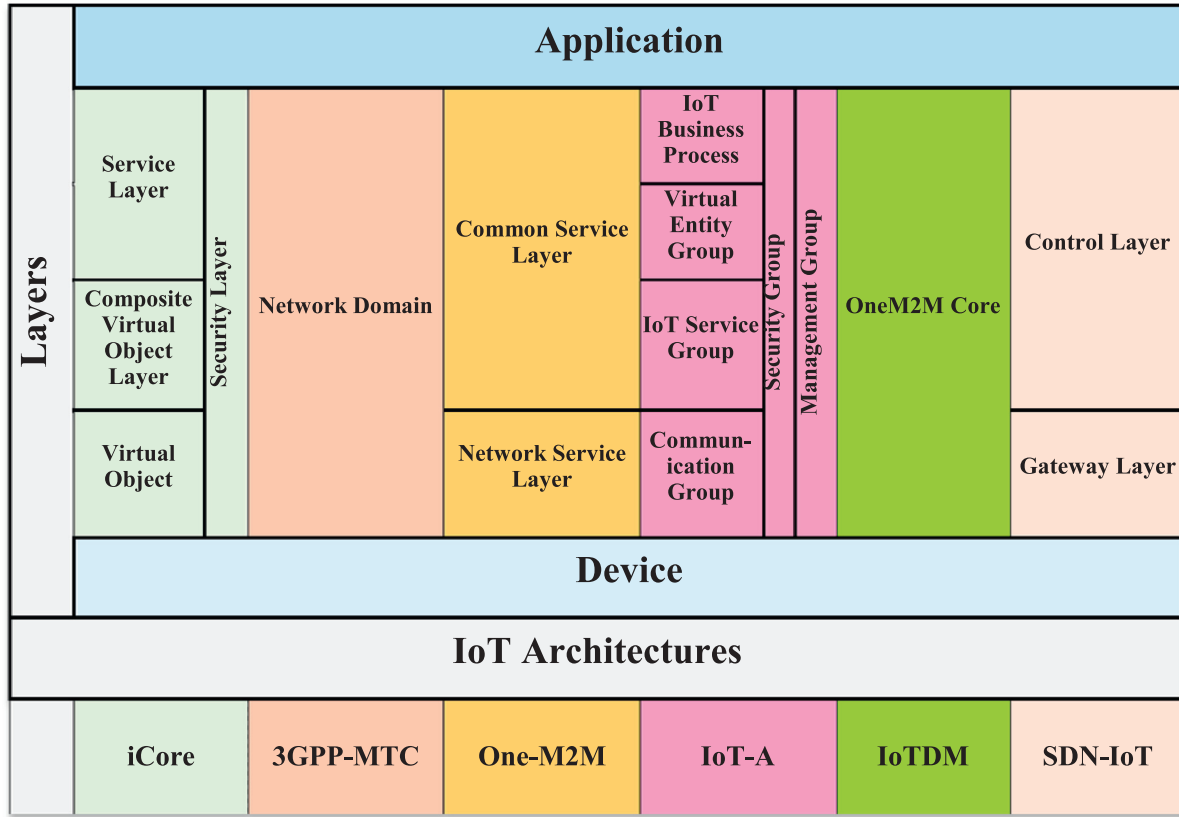 Application
Layers
Service
Layer
Composite
Virtual
Object
Layer
Virtual
Object
Security Layer
Network Domain
Common Service
Layer
Network Service
Layer
IoT
Business
Process
Virtual
Entity
Group
IoT Service
Group
Commun-
ication
Group
Security Group
Management Group
OneM2M Core
Control Layer
Gateway Layer
Device
IoT Architectures
iCore
3GPP-MTC
One-M2M
IoT-A
IoTDM
SDN-IoT